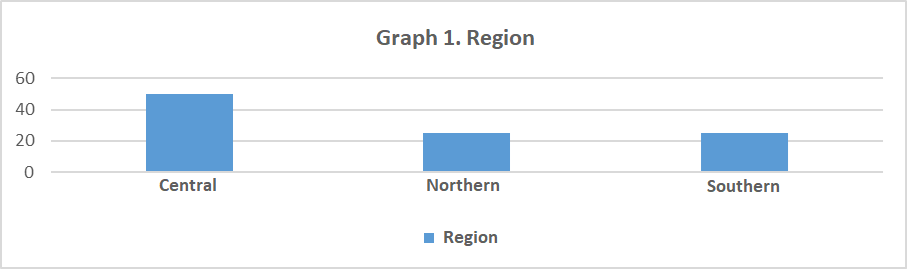 Graph 1. Region
60
40
20
0
Central Northern Southern
Region